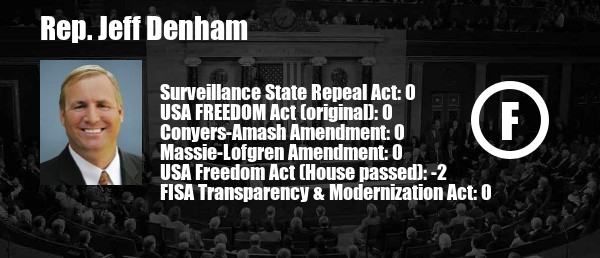 Rep. Jeff Denham
Surveillance State Repeal Act: 0
USA FREEDOM Act (original): 0
Conyers-Amash Amendment: 0
Massie-Lofgren Amendment: 0
USA Freedom Act (House passed): -2
FISA Transparency & Modernization Act: 0
F